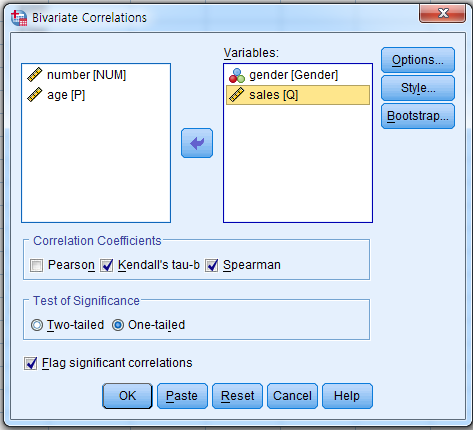 Bivariate Correlations
Variables:
number [NUM]
age [P]
gender [Gender]
sales [Q]
Options...
Style...
Bootstrap...
Correlation Coefficients
Pearson Kendall's tau-b Spearman
Test of Significance
Two-tailed One-tailed
Flag significant correlations
OK Paste Reset Cancel Help